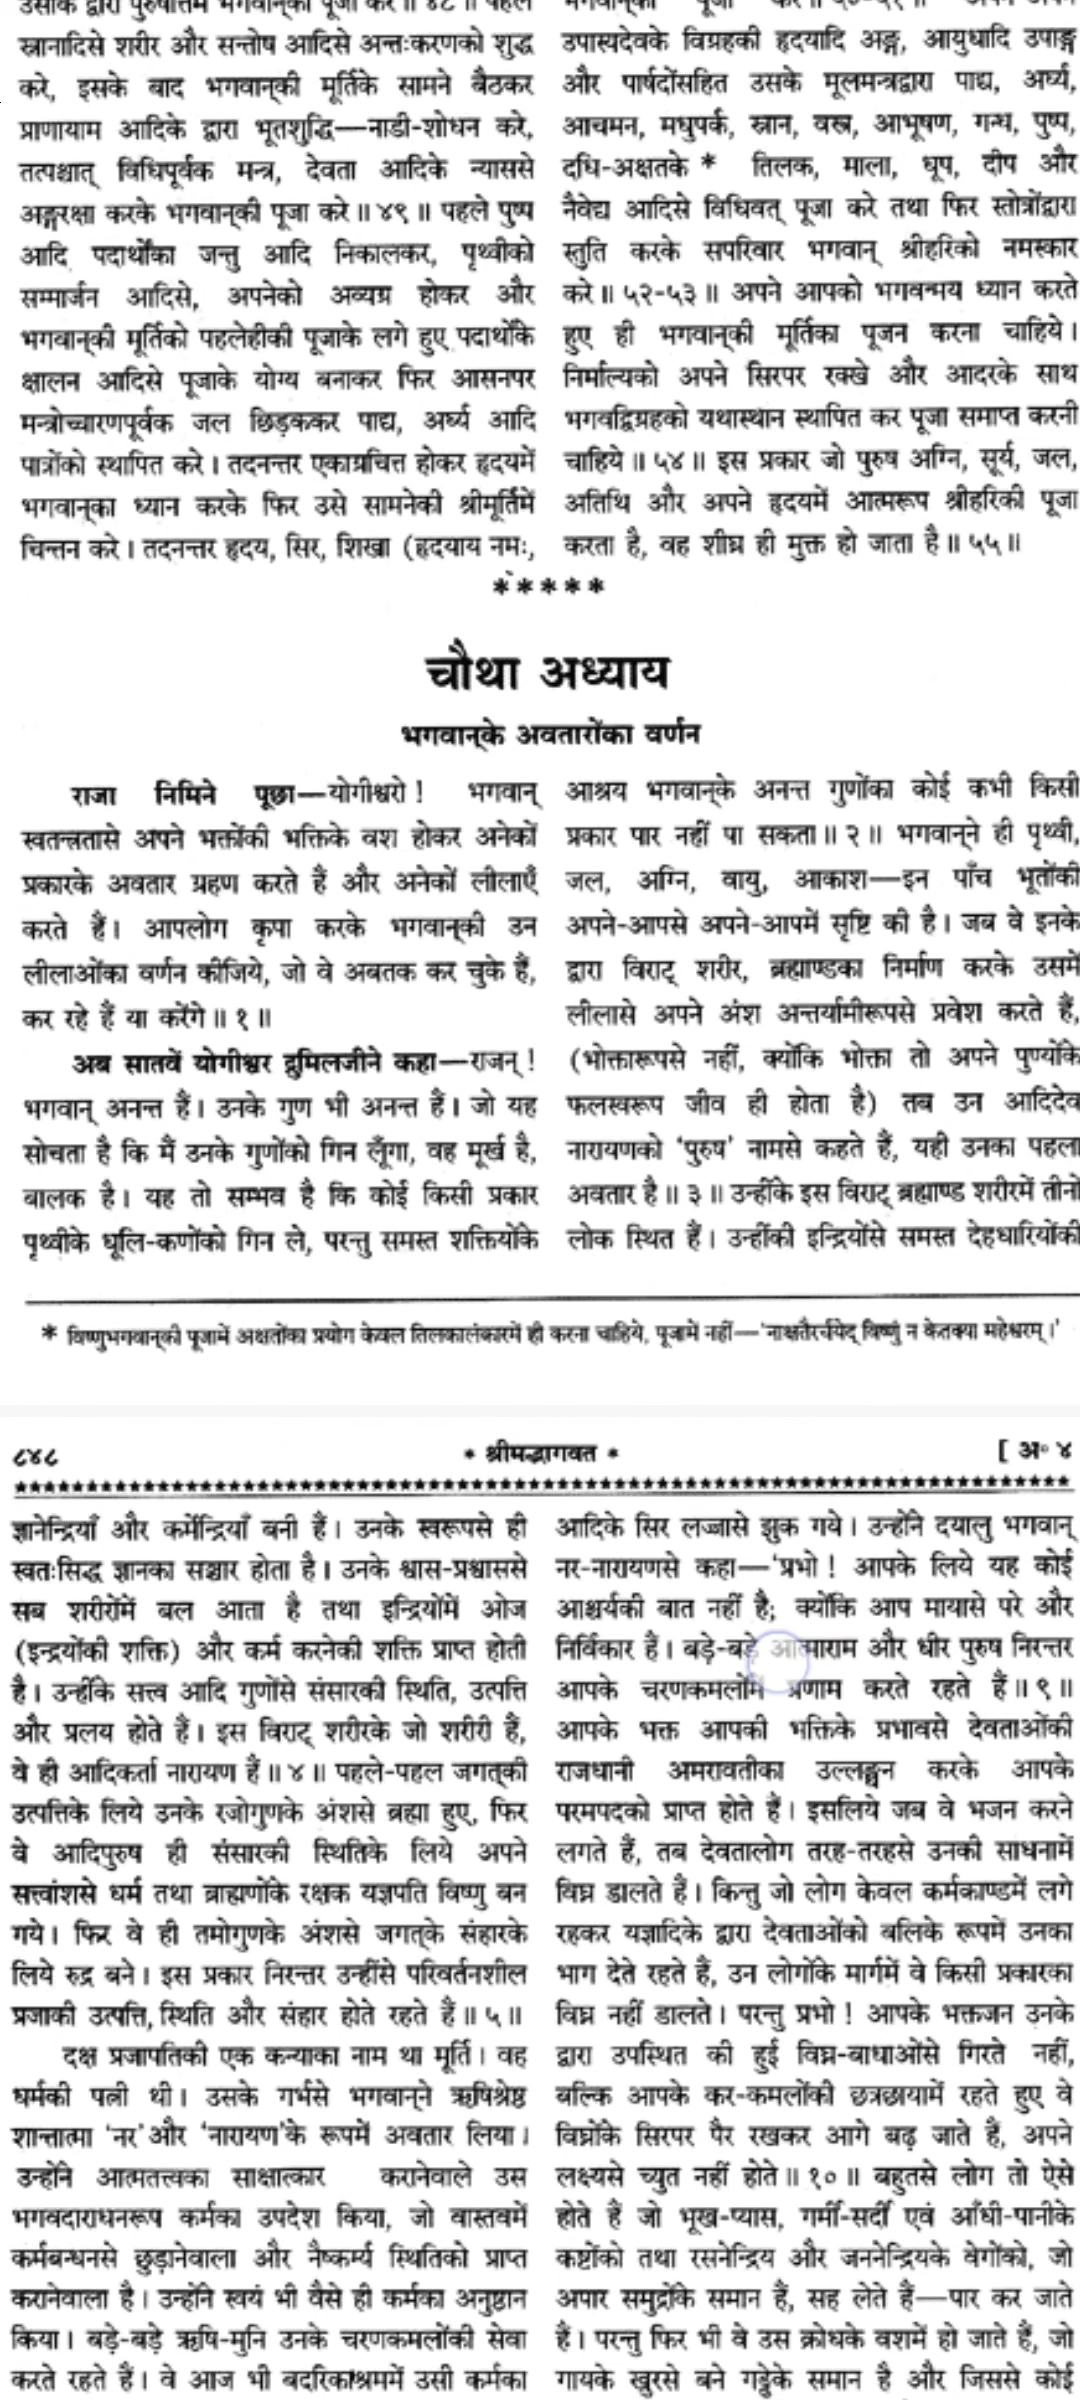 उसीके द्वारा पुरुषोत्तम भगवान्की पूजा करे॥ ४८॥ पहले
स्नानादिसे शरीर और सन्तोष आदिसे अन्तःकरणको शुद्ध
करे, इसके बाद भगवान्की मूर्तिके सामने बैठकर
प्राणायाम आदिके द्वारा भूतशुद्धि—नाडी-शोधन करे,
तत्पश्चात् विधिपूर्वक मन्त्र, देवता आदिके न्याससे
अङ्गरक्षा करके भगवान्की पूजा करे॥ ४९॥ पहले पुष्प
आदि पदार्थोंका जन्तु आदि निकालकर, पृथ्वीको
सम्मार्जन आदिसे, अपनेको अव्यग्र होकर और
भगवान्की मूर्तिको पहलेहीकी पूजाके लगे हुए पदार्थोंके
क्षालन आदिसे पूजाके योग्य बनाकर फिर आसनपर
मन्त्रोच्चारणपूर्वक जल छिड़ककर पाद्य, अर्घ्य आदि
पात्रोंको स्थापित करे। तदनन्तर एकाग्रचित्त होकर हृदयमें
भगवान्का ध्यान करके फिर उसे सामनेकी श्रीमूर्तिमें
चिन्तन करे। तदनन्तर हृदय, सिर, शिखा (हृदयाय नमः,
भगवान्की पूजा करे॥
उपास्यदेवके विग्रहकी हृदयादि अङ्ग, आयुधादि उपाङ्ग
और पार्षदोंसहित उसके मूलमन्त्रद्वारा पाद्य, अर्घ्य,
आचमन, मधुपर्क, स्नान, वस्त्र, आभूषण, गन्ध, पुष्प,
दधि-अक्षतके * तिलक, माला, धूप, दीप और
नैवेद्य आदिसे विधिवत् पूजा करे तथा फिर स्तोत्रोंद्वारा
स्तुति करके सपरिवार भगवान् श्रीहरिको नमस्कार
करे॥ ५२-५३॥ अपने आपको भगवन्मय ध्यान करते
हुए ही भगवान्की मूर्तिका पूजन करना चाहिये।
निर्माल्यको अपने सिरपर रक्खे और आदरके साथ
भगवद्विग्रहको यथास्थान स्थापित कर पूजा समाप्त करनी
चाहिये॥ ५४॥ इस प्रकार जो पुरुष अग्नि, सूर्य, जल,
अतिथि और अपने हृदयमें आत्मरूप श्रीहरिकी पूजा
करता है, वह शीघ्र ही मुक्त हो जाता है॥ ५५॥
*****
चौथा अध्याय
भगवान्के अवतारोंका वर्णन
राजा निमिने पूछा—योगीश्वरो! भगवान्
स्वतन्त्रतासे अपने भक्तोंकी भक्तिके वश होकर अनेकों
प्रकारके अवतार ग्रहण करते हैं और अनेकों लीलाएँ
करते हैं। आपलोग कृपा करके भगवान्की उन
लीलाओंका वर्णन कीजिये, जो वे अबतक कर चुके हैं,
कर रहे हैं या करेंगे॥ १॥
अब सातवें योगीश्वर द्रुमिलजीने कहा—राजन्!
भगवान् अनन्त हैं। उनके गुण भी अनन्त हैं। जो यह
सोचता है कि मैं उनके गुणोंको गिन लूँगा, वह मूर्ख है,
बालक है। यह तो सम्भव है कि कोई किसी प्रकार
पृथ्वीके धूलि-कणोंको गिन ले, परन्तु समस्त शक्तियोंके
आश्रय भगवान्के अनन्त गुणोंका कोई कभी किसी
प्रकार पार नहीं पा सकता॥ २॥ भगवान्ने ही पृथ्वी,
जल, अग्नि, वायु, आकाश—इन पाँच भूतोंकी
अपने-आपसे अपने-आपमें सृष्टि की है। जब वे इनके
द्वारा विराट् शरीर, ब्रह्माण्डका निर्माण करके उसमें
लीलासे अपने अंश अन्तर्यामीरूपसे प्रवेश करते हैं,
(भोक्तारूपसे नहीं, क्योंकि भोक्ता तो अपने पुण्योंके
फलस्वरूप जीव ही होता है) तब उन आदिदेव
नारायणको ‘पुरुष’ नामसे कहते हैं, यही उनका पहला
अवतार है॥ ३॥ उन्हींके इस विराट् ब्रह्माण्ड शरीरमें तीनों
लोक स्थित हैं। उन्हींकी इन्द्रियोंसे समस्त देहधारियोंकी
* विष्णुभगवान्की पूजामें अक्षतोंका प्रयोग केवल तिलकालंकारमें ही करना चाहिये, पूजामें नहीं—‘नाक्षतैरर्चयेद् विष्णुं न केतक्या महेश्वरम्।’
८४८ * श्रीमद्भागवत * [ अ॰ ४
ज्ञानेन्द्रियाँ और कर्मेन्द्रियाँ बनी हैं। उनके स्वरूपसे ही
स्वतःसिद्ध ज्ञानका सञ्चार होता है। उनके श्वास-प्रश्वाससे
सब शरीरोंमें बल आता है तथा इन्द्रियोंमें ओज
(इन्द्रयोंकी शक्ति) और कर्म करनेकी शक्ति प्राप्त होती
है। उन्हींके सत्त्व आदि गुणोंसे संसारकी स्थिति, उत्पत्ति
और प्रलय होते हैं। इस विराट् शरीरके जो शरीरी हैं,
वे ही आदिकर्ता नारायण हैं॥ ४॥ पहले-पहल जगत्की
उत्पत्तिके लिये उनके रजोगुणके अंशसे ब्रह्मा हुए, फिर
वे आदिपुरुष ही संसारकी स्थितिके लिये अपने
सत्त्वांशसे धर्म तथा ब्राह्मणोंके रक्षक यज्ञपति विष्णु बन
गये। फिर वे ही तमोगुणके अंशसे जगत्के संहारके
लिये रुद्र बने। इस प्रकार निरन्तर उन्हींसे परिवर्तनशील
प्रजाकी उत्पत्ति, स्थिति और संहार होते रहते हैं॥ ५॥
दक्ष प्रजापतिकी एक कन्याका नाम था मूर्ति। वह
धर्मकी पत्नी थी। उसके गर्भसे भगवान्ने ऋषिश्रेष्ठ
शान्तात्मा ‘नर’ और ‘नारायण’के रूपमें अवतार लिया।
उन्होंने आत्मतत्त्वका साक्षात्कार करानेवाले उस
भगवदाराधनरूप कर्मका उपदेश किया, जो वास्तवमें
कर्मबन्धनसे छुड़ानेवाला और नैष्कर्म्य स्थितिको प्राप्त
करानेवाला है। उन्होंने स्वयं भी वैसे ही कर्मका अनुष्ठान
किया। बड़े-बड़े ऋषि-मुनि उनके चरणकमलोंकी सेवा
करते रहते हैं। वे आज भी बदरिकाश्रममें उसी कर्मका
आदिके सिर लज्जासे झुक गये। उन्होंने दयालु भगवान्
नर-नारायणसे कहा—‘प्रभो! आपके लिये यह कोई
आश्चर्यकी बात नहीं है; क्योंकि आप मायासे परे और
निर्विकार हैं। बड़े-बड़े आत्माराम और धीर पुरुष निरन्तर
आपके चरणकमलोंमें प्रणाम करते रहते हैं॥ ९॥
आपके भक्त आपकी भक्तिके प्रभावसे देवताओंकी
राजधानी अमरावतीका उल्लङ्घन करके आपके
परमपदको प्राप्त होते हैं। इसलिये जब वे भजन करने
लगते हैं, तब देवतालोग तरह-तरहसे उनकी साधनामें
विघ्न डालते हैं। किन्तु जो लोग केवल कर्मकाण्डमें लगे
रहकर यज्ञादिके द्वारा देवताओंको बलिके रूपमें उनका
भाग देते रहते हैं, उन लोगोंके मार्गमें वे किसी प्रकारका
विघ्न नहीं डालते। परन्तु प्रभो! आपके भक्तजन उनके
द्वारा उपस्थित की हुई विघ्न-बाधाओंसे गिरते नहीं,
बल्कि आपके कर-कमलोंकी छत्रछायामें रहते हुए वे
विघ्नोंके सिरपर पैर रखकर आगे बढ़ जाते हैं, अपने
लक्ष्यसे च्युत नहीं होते॥ १०॥ बहुतसे लोग तो ऐसे
होते हैं जो भूख-प्यास, गर्मी-सर्दी एवं आँधी-पानीके
कष्टोंको तथा रसनेन्द्रिय और जननेन्द्रियके वेगोंको, जो
अपार समुद्रोंके समान हैं, सह लेते हैं—पार कर जाते
हैं। परन्तु फिर भी वे उस क्रोधके वशमें हो जाते हैं, जो
गायके खुरसे बने गड्ढेके समान है और जिससे कोई